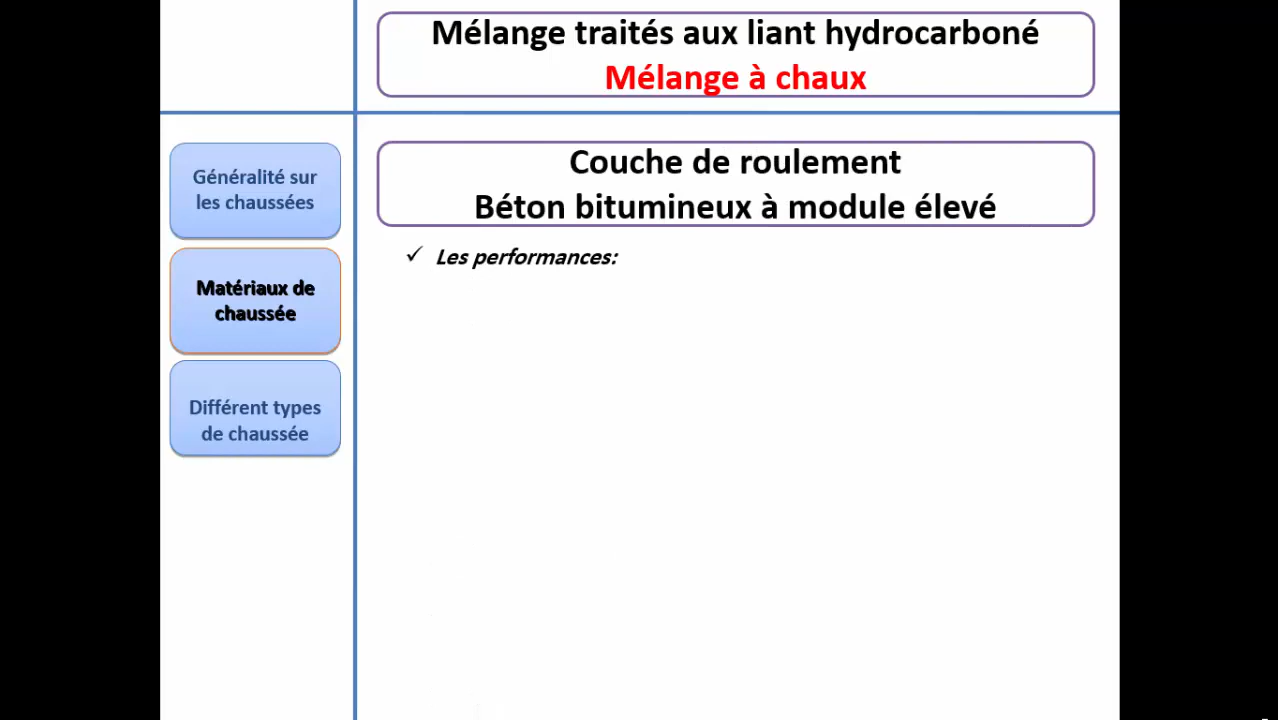 Mélange traités aux liant hydrocarboné
Mélange à chaux
Généralité sur
les chaussées
Matériaux de
chaussée
Différent types
de chaussée
Couche de roulement
Béton bitumineux à module élevé
✓ Les performances: